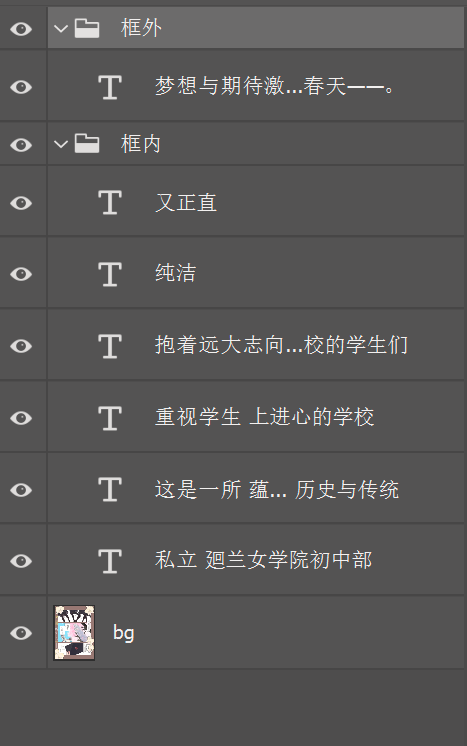 框外
梦想与期待激...春天——。
框内
又正直
纯洁
抱着远大志向...校的学生们
重视学生 上进心的学校
这是一所 蕴... 历史与传统
私立 廻兰女学院初中部
bg